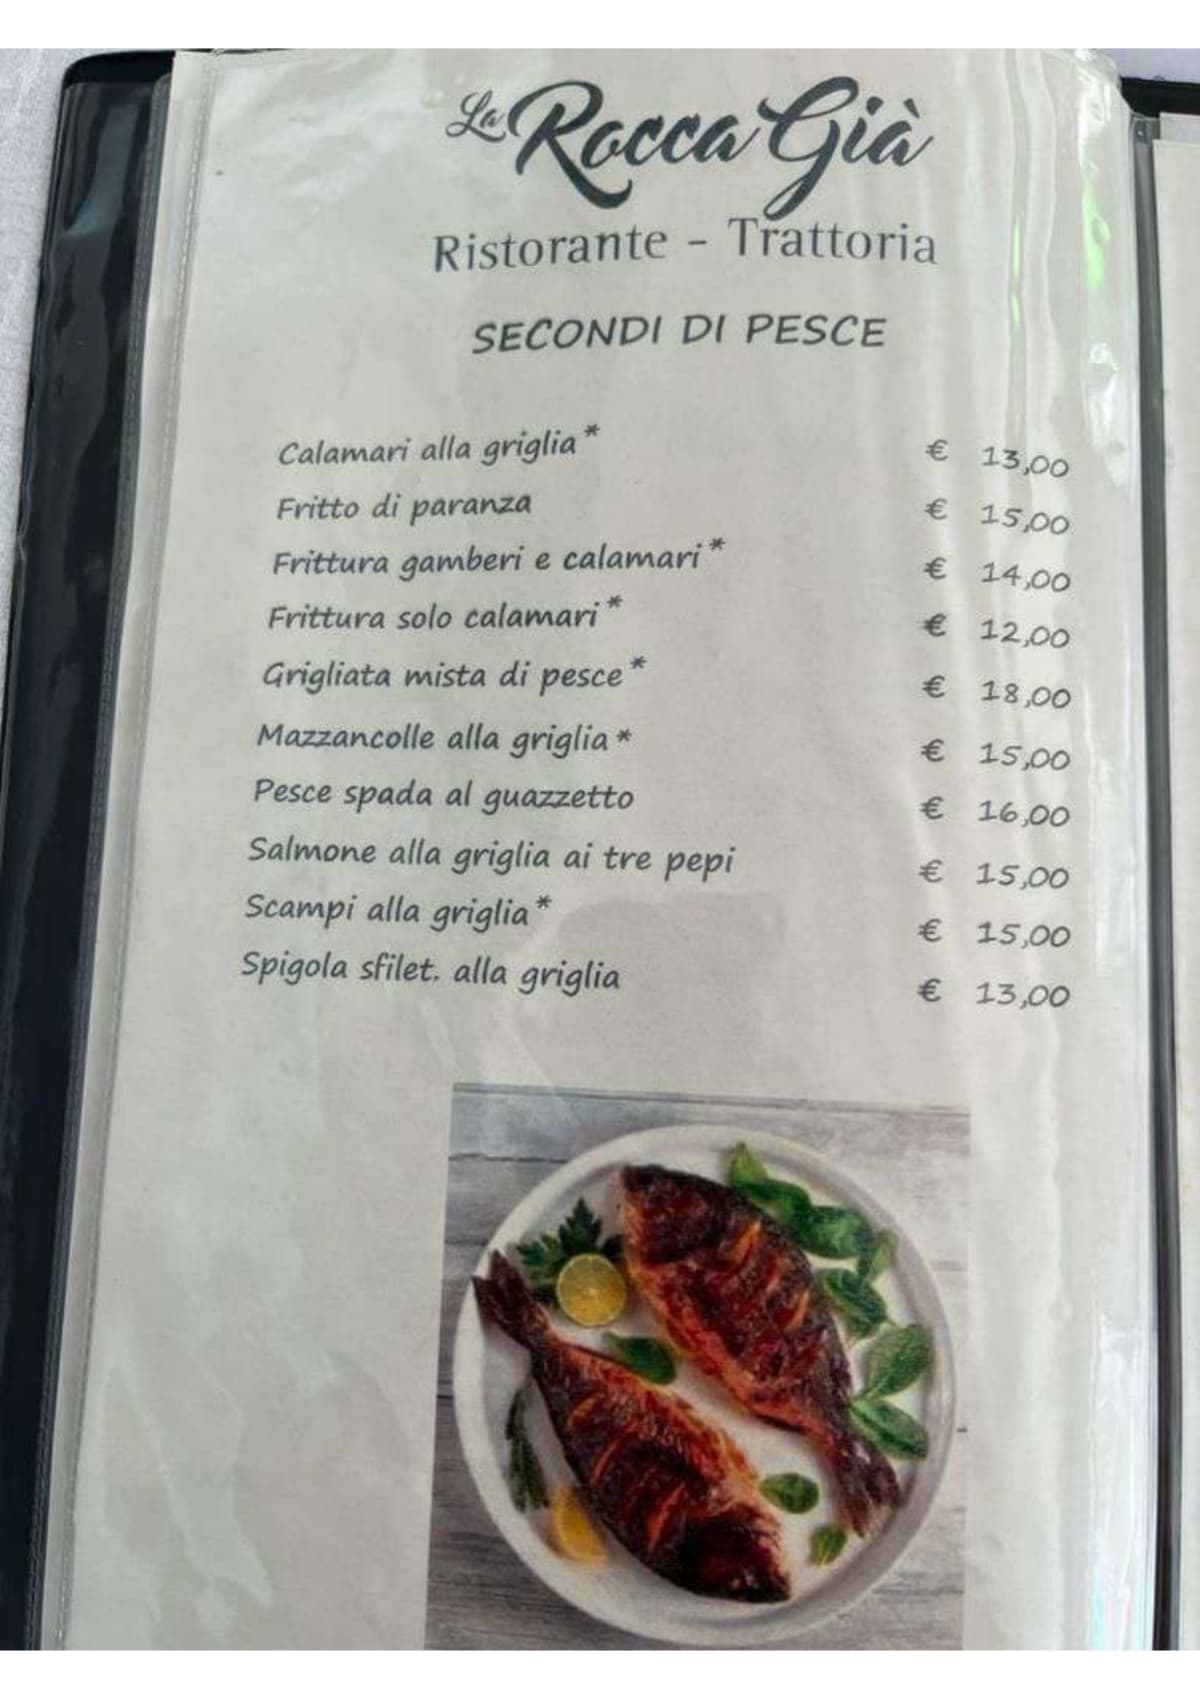 La Rocca Già
Ristorante - Trattoria
SECONDI DI PESCE
Calamari alla griglia* € 13,00
Fritto di paranza € 15,00
Frittura gamberi e calamari* € 14,00
Frittura solo calamari* € 12,00
Grigliata mista di pesce* € 18,00
Mazzancolle alla griglia* € 15,00
Pesce spada al guazzetto € 16,00
Salmone alla griglia ai tre pepi € 15,00
Scampi alla griglia* € 15,00
Spigola sfilet. alla griglia € 13,00